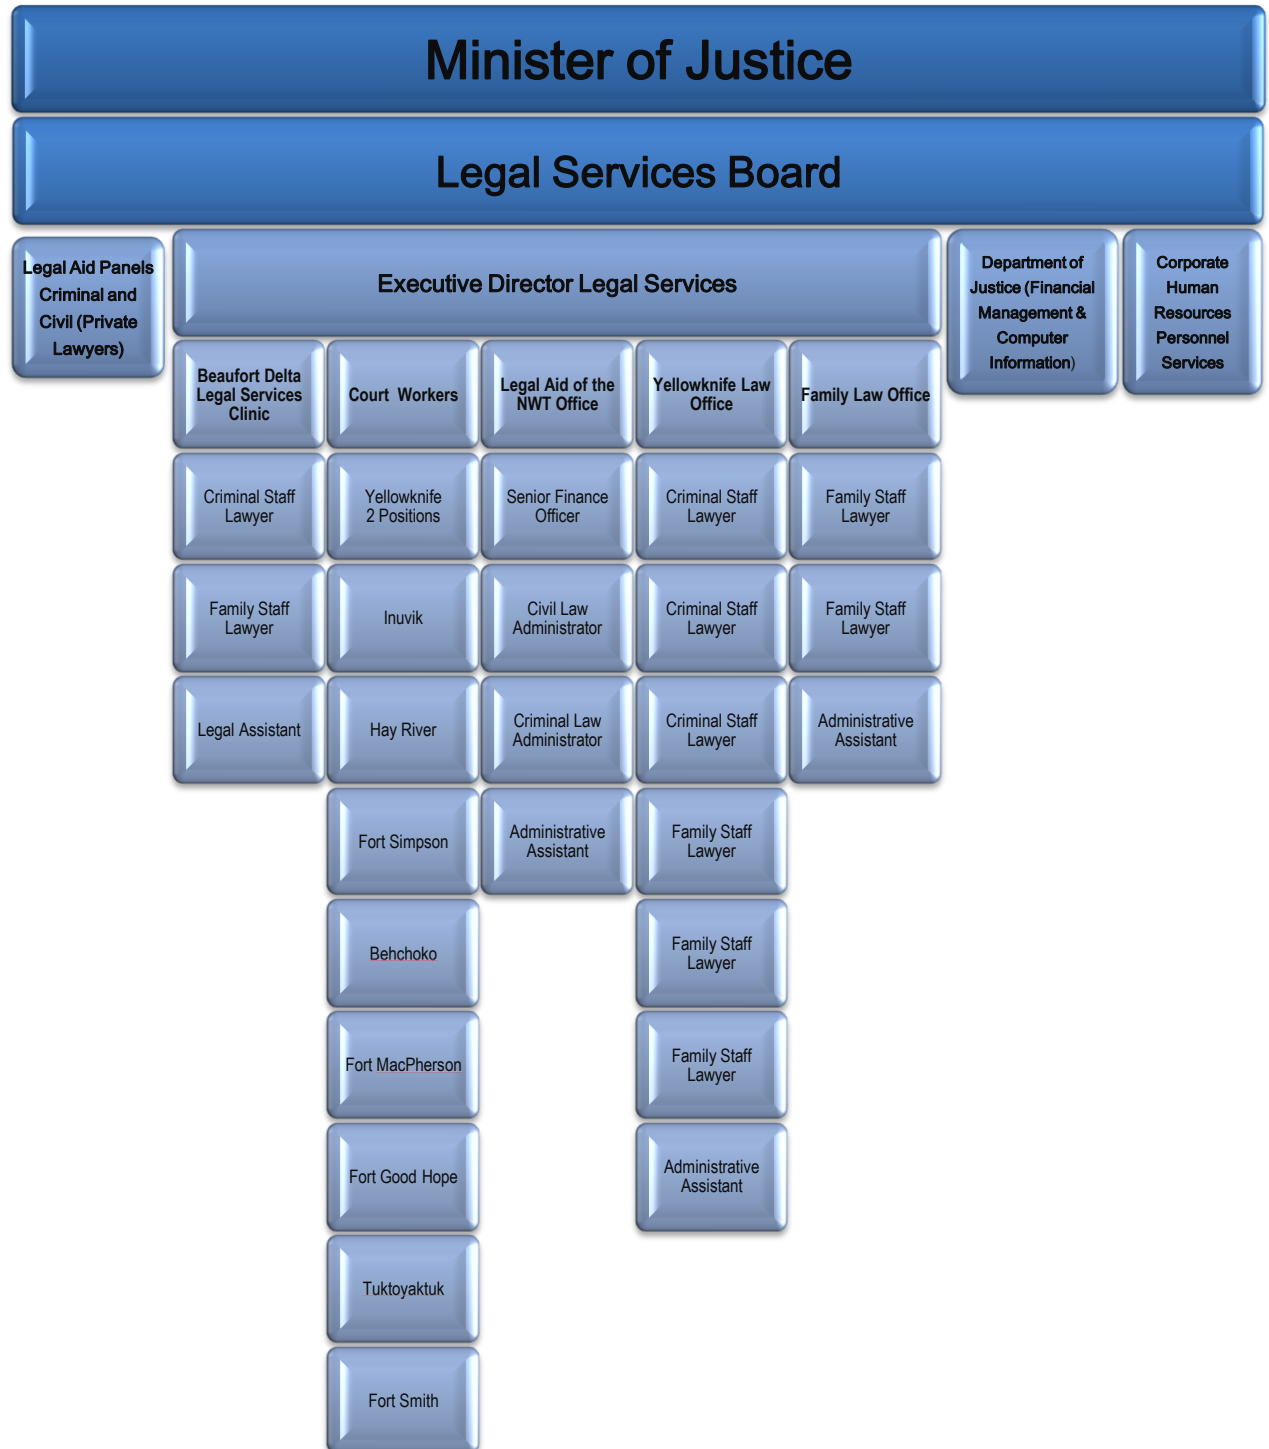 Minister of Justice
Legal Services Board
Legal Aid Panels
Criminal and
Civil (Private
Lawyers)
Executive Director Legal Services
Department of
Justice (Financial
Management &
Computer
Information)
Corporate
Human
Resources
Personnel
Services
Beaufort Delta
Legal Services
Clinic
Court Workers
Legal Aid of the
NWT Office
Yellowknife Law
Office
Family Law Office
Criminal Staff
Lawyer
Yellowknife
2 Positions
Senior Finance
Officer
Criminal Staff
Lawyer
Family Staff
Lawyer
Family Staff
Lawyer
Inuvik
Civil Law
Administrator
Criminal Staff
Lawyer
Family Staff
Lawyer
Legal Assistant
Hay River
Criminal Law
Administrator
Criminal Staff
Lawyer
Administrative
Assistant
Fort Simpson
Administrative
Assistant
Family Staff
Lawyer
Behchoko
Family Staff
Lawyer
Fort MacPherson
Family Staff
Lawyer
Fort Good Hope
Administrative
Assistant
Tuktoyaktuk
Fort Smith